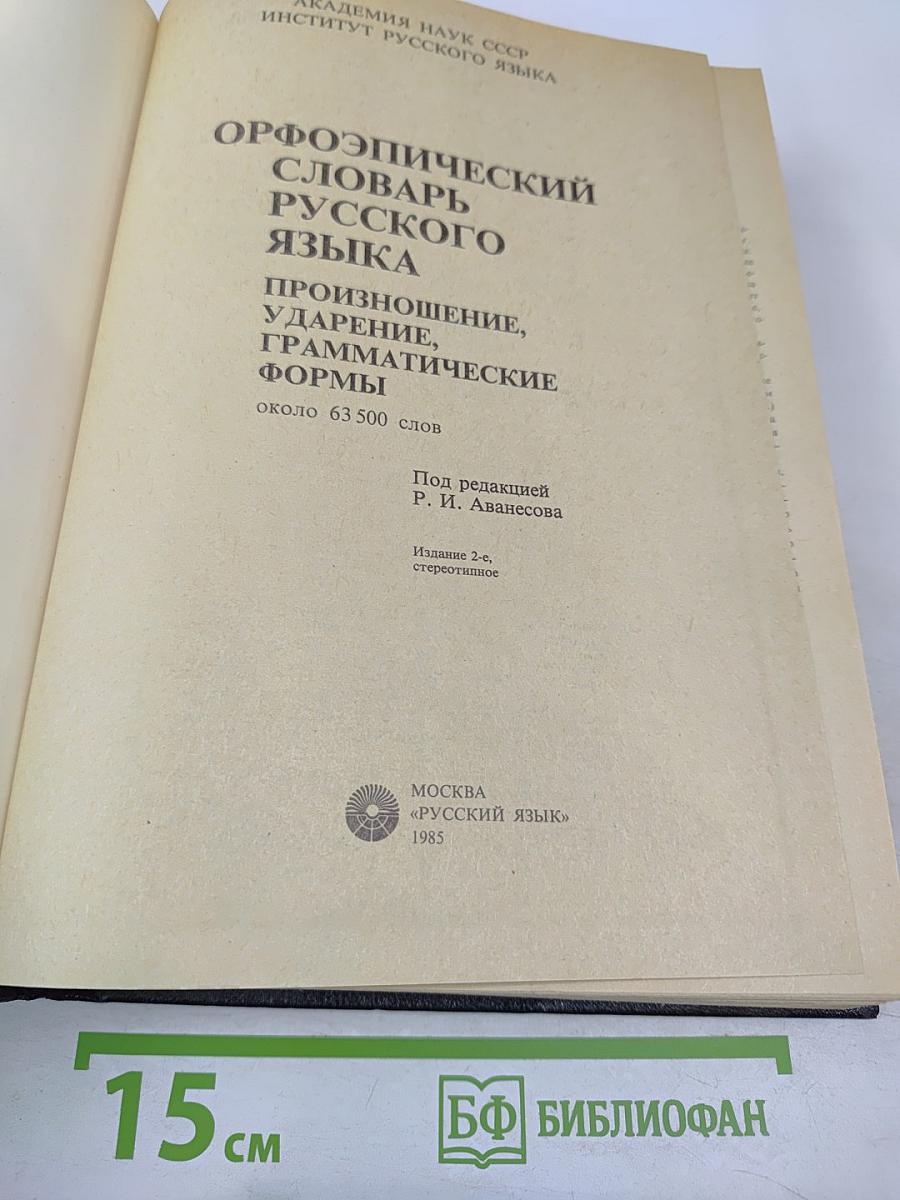 АКАДЕМИЯ НАУК СССР
ИНСТИТУТ РУССКОГО ЯЗЫКА
ОРФОЭПИЧЕСКИЙ
СЛОВАРЬ
РУССКОГО
ЯЗЫКА
ПРОИЗНОШЕНИЕ,
УДАРЕНИЕ,
ГРАММАТИЧЕСКИЕ
ФОРМЫ
около 63 500 слов
Под редакцией
Р. И. Аванесова
Издание 2-е,
стереотипное
МОСКВА
«РУССКИЙ ЯЗЫК»
1985
15 см
БФ БИБЛИОФАН